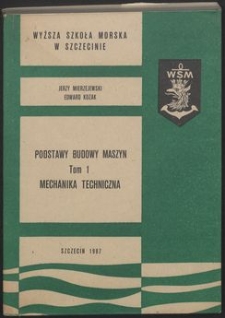 WYŻSZA SZKOŁA MORSKA
W SZCZECINIE
WSM
JERZY MIERZEJEWSKI
EDWARD KOZAK
PODSTAWY BUDOWY MASZYN
Tom 1
MECHANIKA TECHNICZNA
SZCZECIN 1987